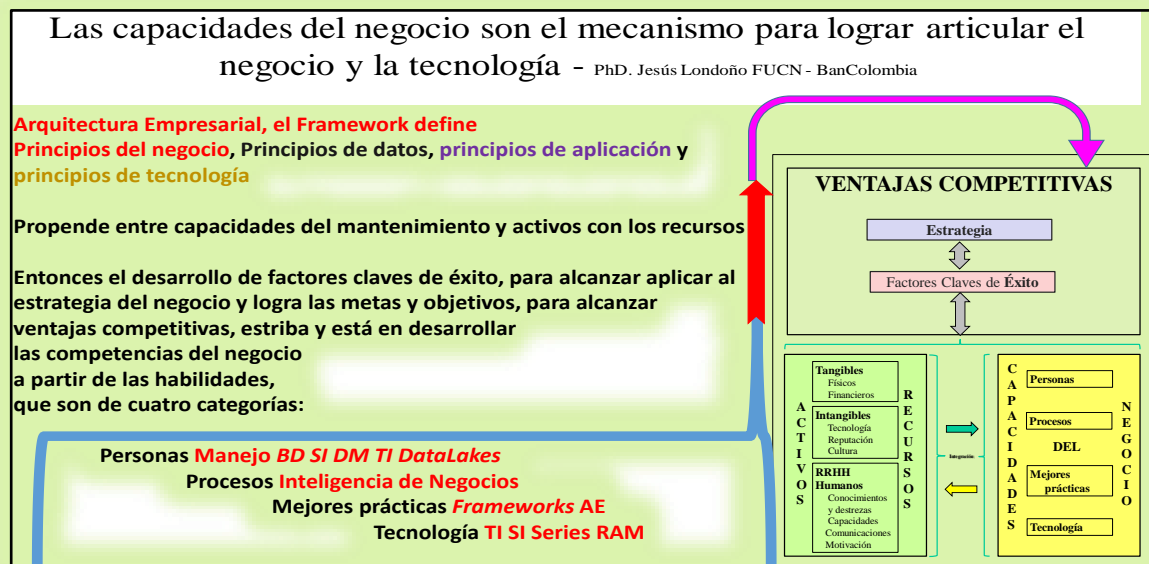 Las capacidades del negocio son el mecanismo para lograr articular el
negocio y la tecnología - PhD. Jesús Londoño FUCN - BanColombia
Arquitectura Empresarial, el Framework define
Principios del negocio, Principios de datos, principios de aplicación y
principios de tecnología
Propende entre capacidades del mantenimiento y activos con los recursos
Entonces el desarrollo de factores claves de éxito, para alcanzar aplicar al
estrategia del negocio y logra las metas y objetivos, para alcanzar
ventajas competitivas, estriba y está en desarrollar
las competencias del negocio
a partir de las habilidades,
que son de cuatro categorías:
Personas Manejo BD SI DM TI DataLakes
Procesos Inteligencia de Negocios
Mejores prácticas Frameworks AE
Tecnología TI SI Series RAM
VENTAJAS COMPETITIVAS
Estrategia
Factores Claves de Éxito
ACTIVOS
Tangibles
Físicos
Financieros
Intangibles
Tecnología
Reputación
Cultura
RRHH
Humanos
Conocimientos
y destrezas
Capacidades
Comunicaciones
Motivación
RECURSOS
Integración
CAPACIDADES
Personas
Procesos
DEL
Mejores
prácticas
Tecnología
NEGOCIO